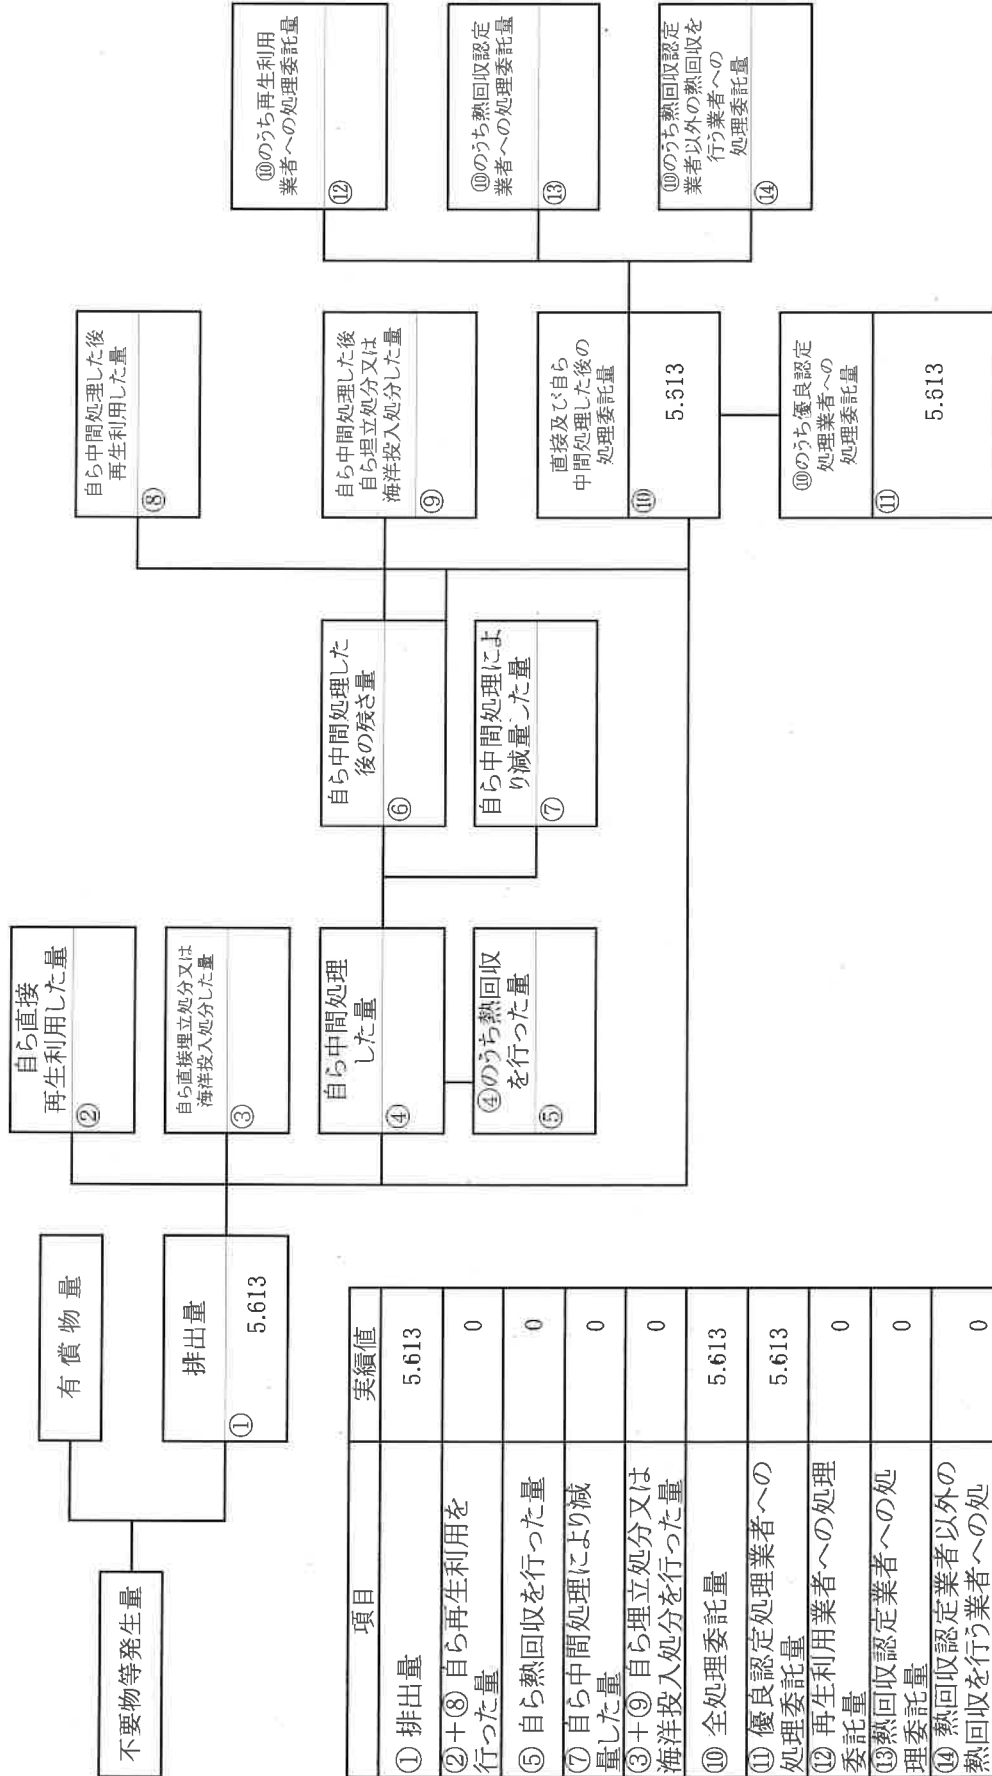 不要物等発生量
有償物量
排出量
①
5.613
自ら直接
再生利用した量
②
自ら直接埋立処分又は
海洋投入処分した量
③
自ら中間処理
した量
④
④のうち熱回収
を行った量
⑤
自ら中間処理した
後の残さ量
⑥
自ら中間処理によ
り減量した量
⑦
自ら中間処理した後
再生利用した量
⑧
自ら中間処理した後
自ら埋立処分又は
海洋投入処分した量
⑨
直接及び自ら
中間処理した後の
処理委託量
⑩
5.613
⑩のうち優良認定
処理業者への
処理委託量
⑪
5.613
⑩のうち再生利用
業者への処理委託量
⑫
⑩のうち熱回収認定
業者への処理委託量
⑬
⑩のうち熱回収認定
業者以外の熱回収を
行う業者への
処理委託量
⑭
項目 実績値
① 排出量 5.613
②+⑧ 自ら再生利用を
行った量 0
⑤ 自ら熱回収を行った量 0
⑦ 自ら中間処理により減
量した量 0
③+⑨ 自ら埋立処分又は
海洋投入処分を行った量 0
⑩ 全処理委託量 5.613
⑪ 優良認定処理業者への
処理委託量 5.613
⑫ 再生利用業者への処理
委託量 0
⑬熱回収認定業者への処
理委託量 0
⑭ 熱回収認定業者以外の
熱回収を行う業者への処 0